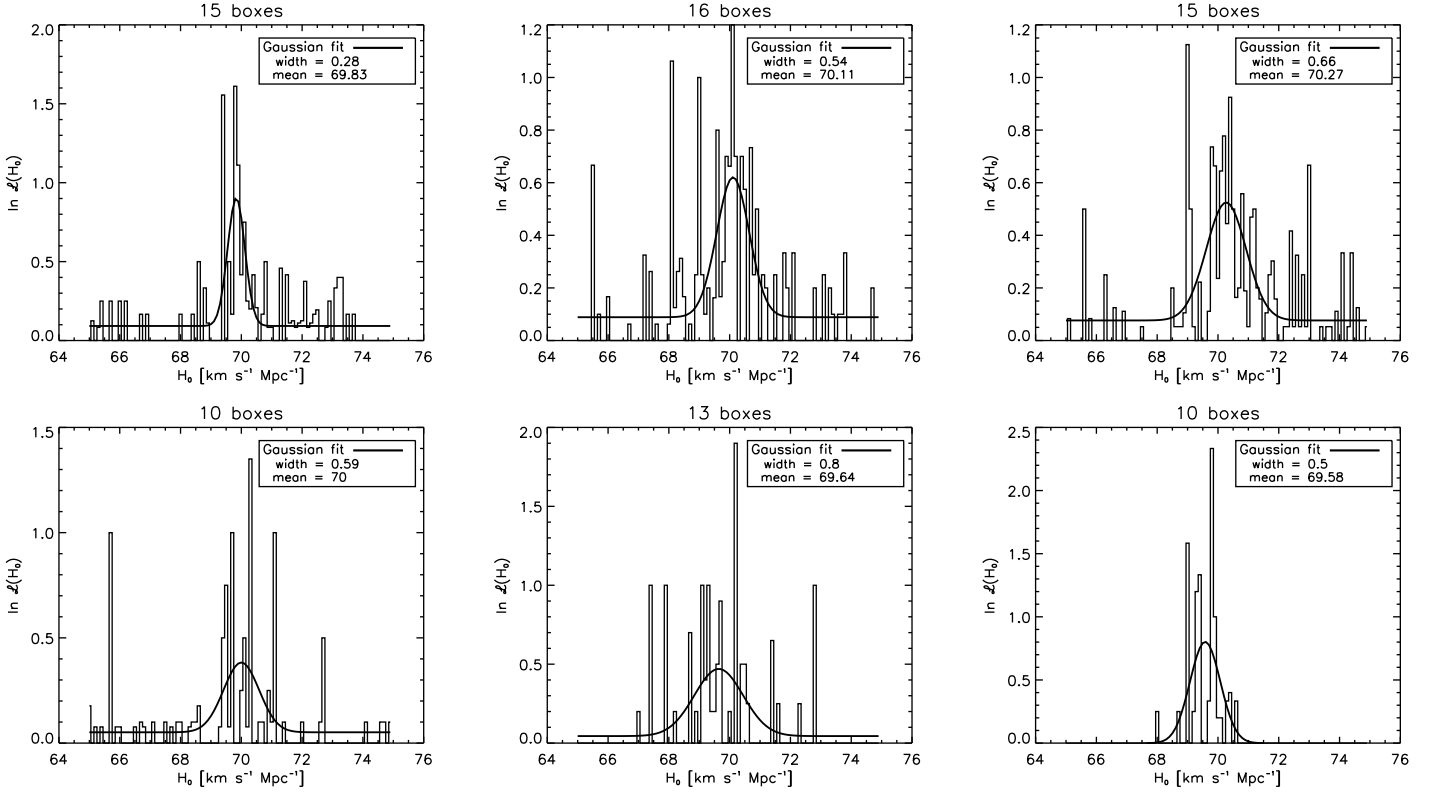 15 boxes
2.0
1.5
1.0
0.5
0.0
64 66 68 70 72 74 76
ln ℒ(H₀)
H₀ [km s⁻¹ Mpc⁻¹]
Gaussian fit
width = 0.28
mean = 69.83
16 boxes
1.2
1.0
0.8
0.6
0.4
0.2
0.0
64 66 68 70 72 74 76
ln ℒ(H₀)
H₀ [km s⁻¹ Mpc⁻¹]
Gaussian fit
width = 0.54
mean = 70.11
15 boxes
1.2
1.0
0.8
0.6
0.4
0.2
0.0
64 66 68 70 72 74 76
ln ℒ(H₀)
H₀ [km s⁻¹ Mpc⁻¹]
Gaussian fit
width = 0.66
mean = 70.27
10 boxes
1.5
1.0
0.5
0.0
64 66 68 70 72 74 76
ln ℒ(H₀)
H₀ [km s⁻¹ Mpc⁻¹]
Gaussian fit
width = 0.59
mean = 70
13 boxes
2.0
1.5
1.0
0.5
0.0
64 66 68 70 72 74 76
ln ℒ(H₀)
H₀ [km s⁻¹ Mpc⁻¹]
Gaussian fit
width = 0.8
mean = 69.64
10 boxes
2.5
2.0
1.5
1.0
0.5
0.0
64 66 68 70 72 74 76
ln ℒ(H₀)
H₀ [km s⁻¹ Mpc⁻¹]
Gaussian fit
width = 0.5
mean = 69.58